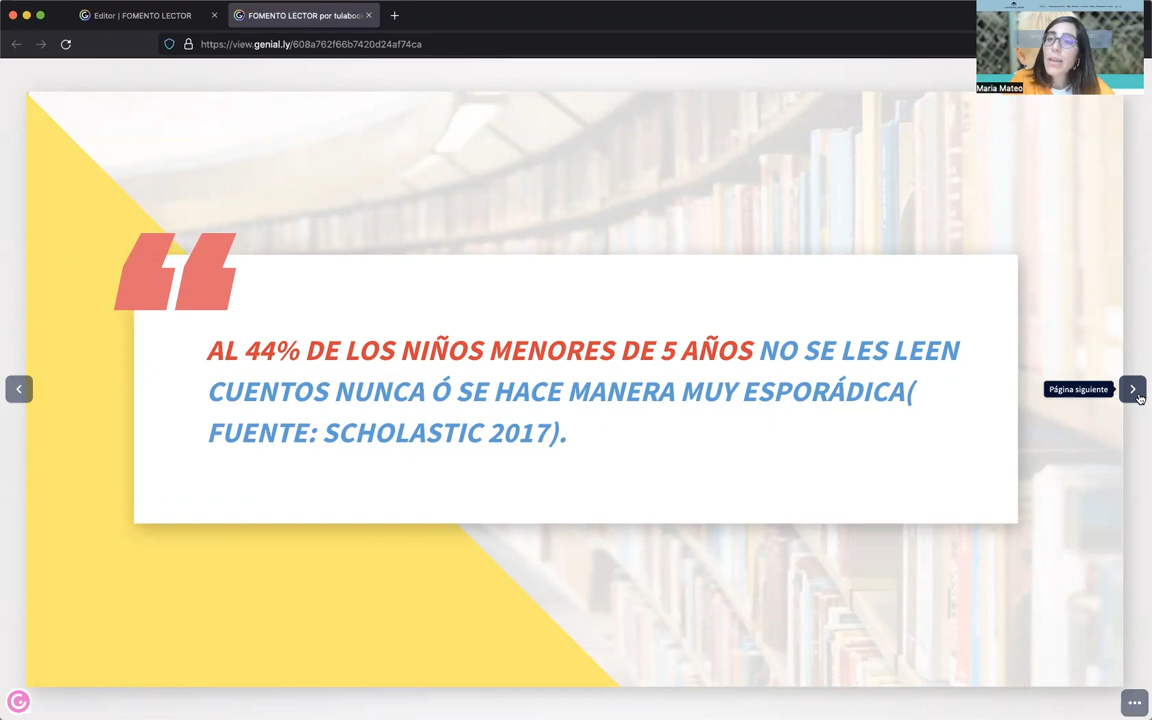 Editor | FOMENTO LECTOR
FOMENTO LECTOR por tulaboc
https://view.genial.ly/608a762f66b7420d24af74ca
Maria Mateo
AL 44% DE LOS NIÑOS MENORES DE 5 AÑOS NO SE LES LEEN
CUENTOS NUNCA Ó SE HACE MANERA MUY ESPORÁDICA(
FUENTE: SCHOLASTIC 2017).
Página siguiente